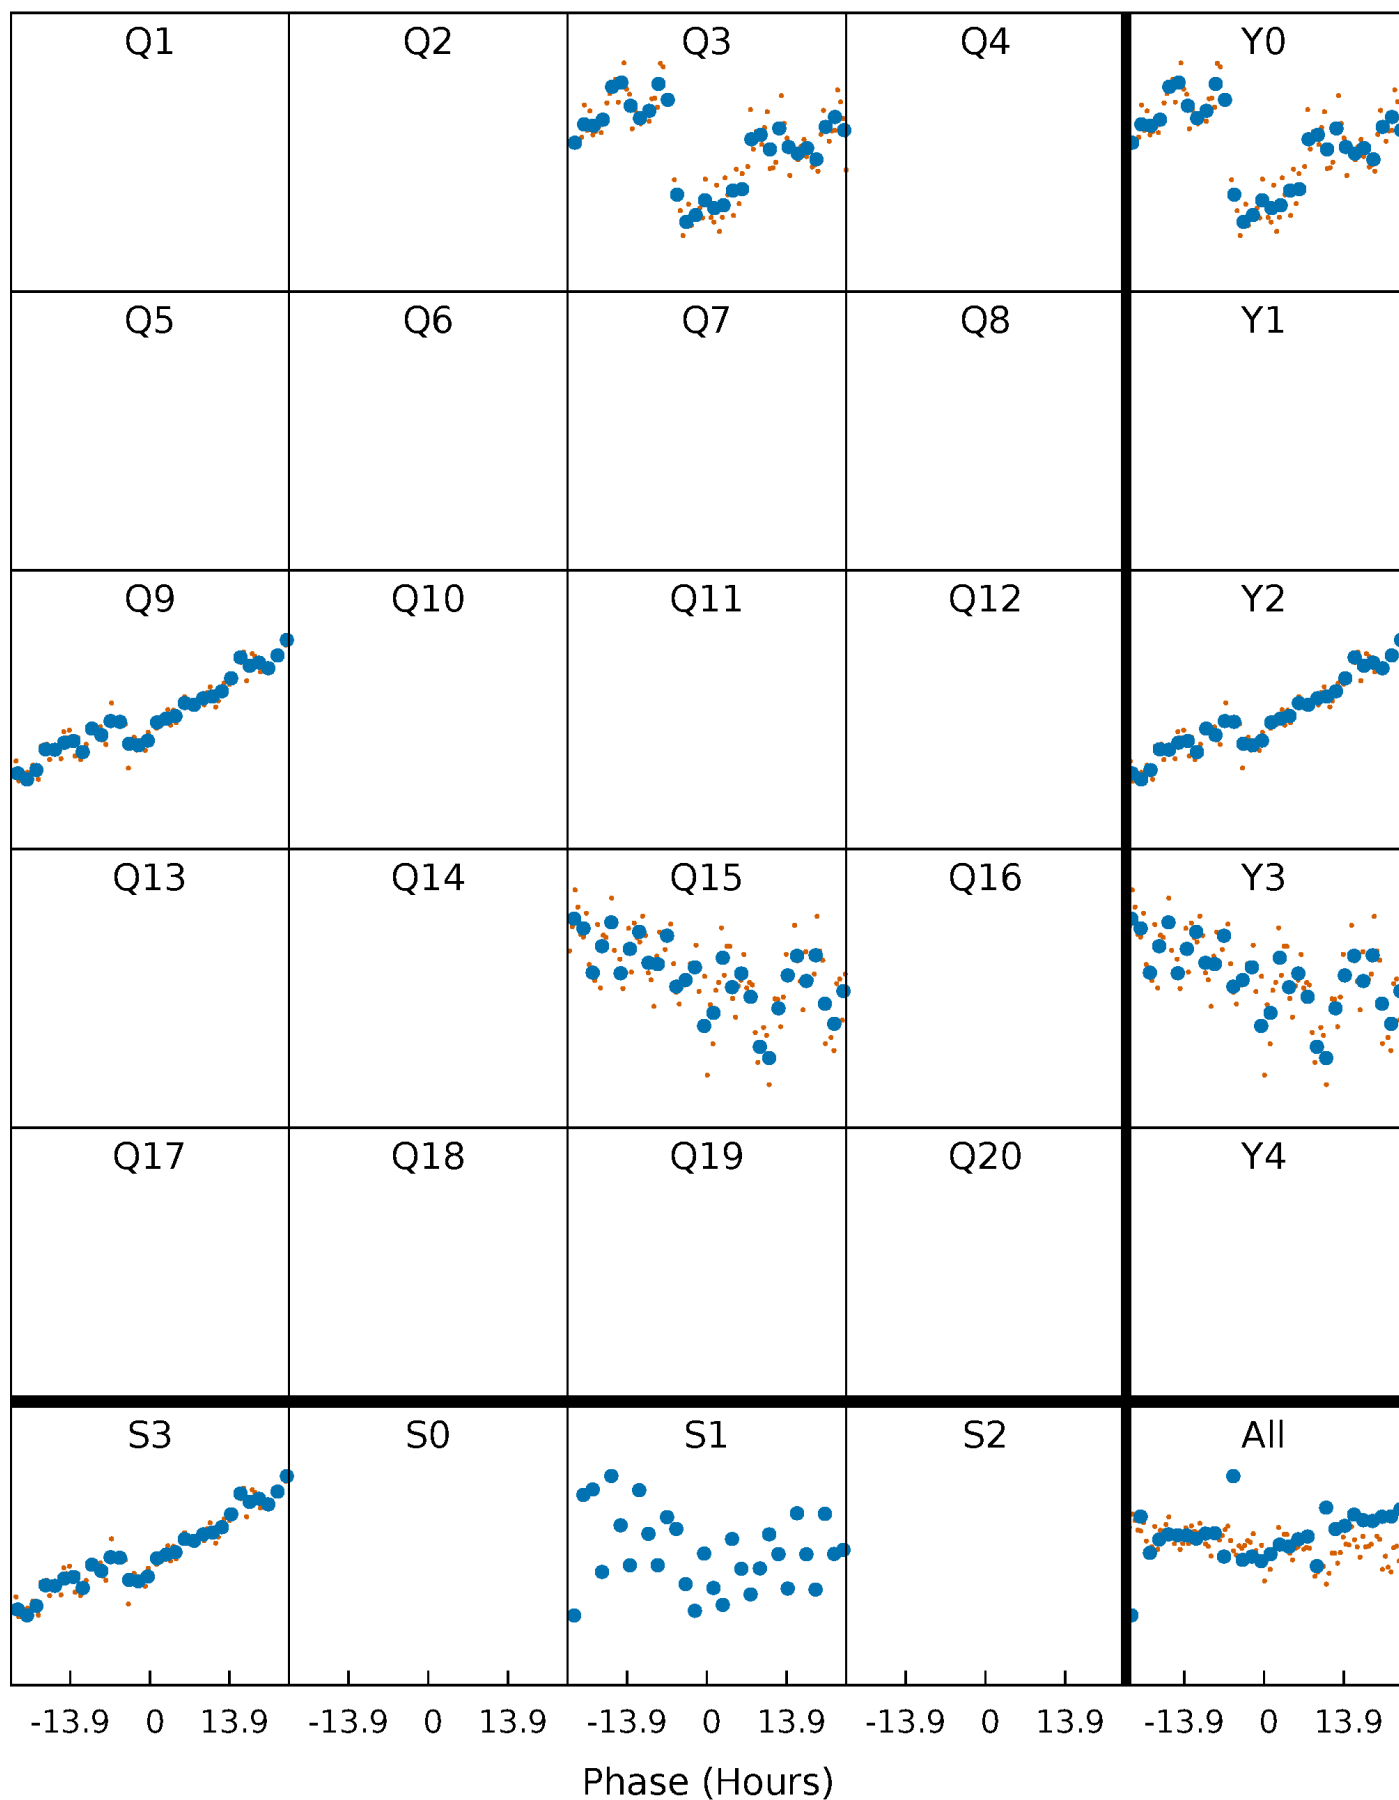 Q1 Q2 Q3 Q4 Y0
Q5 Q6 Q7 Q8 Y1
Q9 Q10 Q11 Q12 Y2
Q13 Q14 Q15 Q16 Y3
Q17 Q18 Q19 Q20 Y4
S3 S0 S1 S2 All
-13.9 0 13.9 -13.9 0 13.9 -13.9 0 13.9 -13.9 0 13.9 -13.9 0 13.9
Phase (Hours)